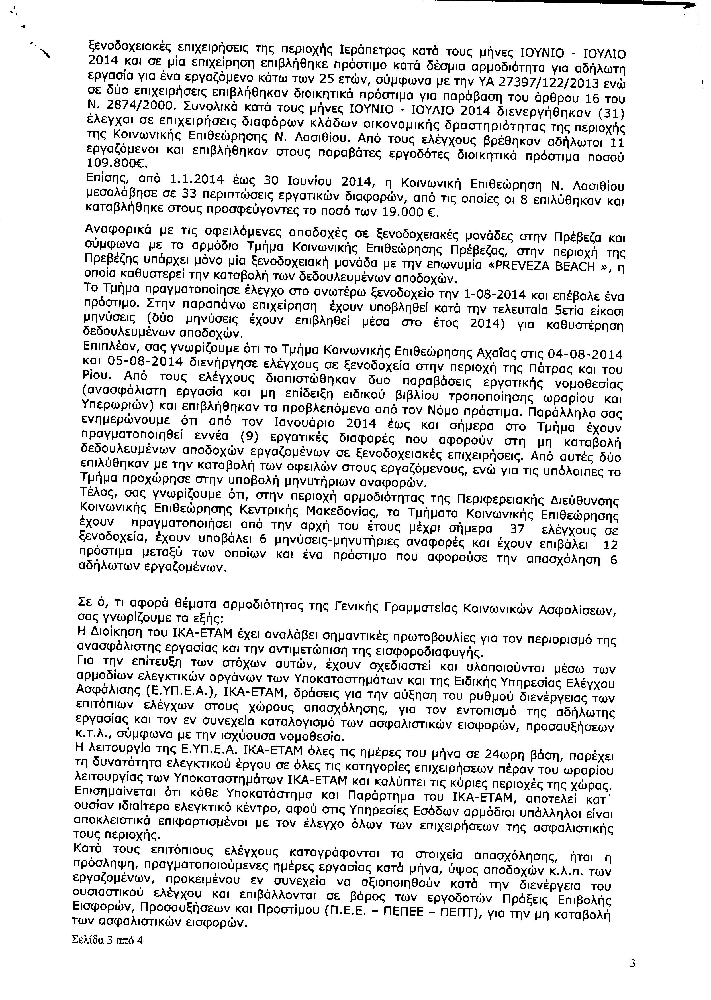 ξενοδοχειακές επιχειρήσεις της περιοχής Ιεράπετρας κατά τους μήνες ΙΟΥΝΙΟ - ΙΟΥΛΙΟ
2014 και σε μία επιχείρηση επιβλήθηκε πρόστιμο κατά δέσμια αρμοδιότητα για αδήλωτη
εργασία για ένα εργαζόμενο κάτω των 25 ετών, σύμφωνα με την ΥΑ 27397/122/2013 ενώ
σε δύο επιχειρήσεις επιβλήθηκαν διοικητικά πρόστιμα για παράβαση του άρθρου 16 του
Ν. 2874/2000. Συνολικά κατά τους μήνες ΙΟΥΝΙΟ - ΙΟΥΛΙΟ 2014 διενεργήθηκαν (31)
έλεγχοι σε επιχειρήσεις διαφόρων κλάδων οικονομικής δραστηριότητας της περιοχής
της Κοινωνικής Επιθεώρησης Ν. Λασιθίου. Από τους ελέγχους βρέθηκαν αδήλωτοι 11
εργαζόμενοι και επιβλήθηκαν στους παραβάτες εργοδότες διοικητικά πρόστιμα ποσού
109.800€.
Επίσης, από 1.1.2014 έως 30 Ιουνίου 2014, η Κοινωνική Επιθεώρηση Ν. Λασιθίου
μεσολάβησε σε 33 περιπτώσεις εργατικών διαφορών, από τις οποίες οι 8 επιλύθηκαν και
καταβλήθηκε στους προσφεύγοντες το ποσό των 19.000 €.
Αναφορικά με τις οφειλόμενες αποδοχές σε ξενοδοχειακές μονάδες στην Πρέβεζα και
σύμφωνα με το αρμόδιο Τμήμα Κοινωνικής Επιθεώρησης Πρέβεζας, στην περιοχή της
Πρεβέζης υπάρχει μόνο μία ξενοδοχειακή μονάδα με την επωνυμία «PREVEZA BEACH », η
οποία καθυστερεί την καταβολή των δεδουλευμένων αποδοχών.
Το Τμήμα πραγματοποίησε έλεγχο στο ανωτέρω ξενοδοχείο την 1-08-2014 και επέβαλε ένα
πρόστιμο. Στην παραπάνω επιχείρηση έχουν υποβληθεί κατά την τελευταία 5ετία είκοσι
μηνύσεις (δύο μηνύσεις έχουν επιβληθεί μέσα στο έτος 2014) για καθυστέρηση
δεδουλευμένων αποδοχών.
Επιπλέον, σας γνωρίζουμε ότι το Τμήμα Κοινωνικής Επιθεώρησης Αχαΐας στις 04-08-2014
και 05-08-2014 διενήργησε ελέγχους σε ξενοδοχεία στην περιοχή της Πάτρας και του
Ρίου. Από τους ελέγχους διαπιστώθηκαν δυο παραβάσεις εργατικής νομοθεσίας
(ανασφάλιστη εργασία και μη επίδειξη ειδικού βιβλίου τροποποίησης ωραρίου και
Υπερωριών) και επιβλήθηκαν τα προβλεπόμενα από τον Νόμο πρόστιμα. Παράλληλα σας
ενημερώνουμε ότι από τον Ιανουάριο 2014 έως και σήμερα στο Τμήμα έχουν
πραγματοποιηθεί εννέα (9) εργατικές διαφορές που αφορούν στη μη καταβολή
δεδουλευμένων αποδοχών εργαζομένων σε ξενοδοχειακές επιχειρήσεις. Από αυτές δύο
επιλύθηκαν με την καταβολή των οφειλών στους εργαζόμενους, ενώ για τις υπόλοιπες το
Τμήμα προχώρησε στην υποβολή μηνυτήριων αναφορών.
Τέλος, σας γνωρίζουμε ότι, στην περιοχή αρμοδιότητας της Περιφερειακής Διεύθυνσης
Κοινωνικής Επιθεώρησης Κεντρικής Μακεδονίας, τα Τμήματα Κοινωνικής Επιθεώρησης
έχουν πραγματοποιήσει από την αρχή του έτους μέχρι σήμερα 37 ελέγχους σε
ξενοδοχεία, έχουν υποβάλει 6 μηνύσεις-μηνυτήριες αναφορές και έχουν επιβάλει 12
πρόστιμα μεταξύ των οποίων και ένα πρόστιμο που αφορούσε την απασχόληση 6
αδήλωτων εργαζομένων.
Σε ό, τι αφορά θέματα αρμοδιότητας της Γενικής Γραμματείας Κοινωνικών Ασφαλίσεων,
σας γνωρίζουμε τα εξής:
Η Διοίκηση του ΙΚΑ-ΕΤΑΜ έχει αναλάβει σημαντικές πρωτοβουλίες για τον περιορισμό της
ανασφάλιστης εργασίας και την αντιμετώπιση της εισφοροδιαφυγής.
Για την επίτευξη των στόχων αυτών, έχουν σχεδιαστεί και υλοποιούνται μέσω των
αρμοδίων ελεγκτικών οργάνων των Υποκαταστημάτων και της Ειδικής Υπηρεσίας Ελέγχου
Ασφάλισης (Ε.ΥΠ.Ε.Α.), ΙΚΑ-ΕΤΑΜ, δράσεις για την αύξηση του ρυθμού διενέργειας των
επιτόπιων ελέγχων στους χώρους απασχόλησης, για τον εντοπισμό της αδήλωτης
εργασίας και τον εν συνεχεία καταλογισμό των ασφαλιστικών εισφορών, προσαυξήσεων
κ.τ.λ., σύμφωνα με την ισχύουσα νομοθεσία.
Η λειτουργία της Ε.ΥΠ.Ε.Α. ΙΚΑ-ΕΤΑΜ όλες τις ημέρες του μήνα σε 24ωρη βάση, παρέχει
τη δυνατότητα ελεγκτικού έργου σε όλες τις κατηγορίες επιχειρήσεων πέραν του ωραρίου
λειτουργίας των Υποκαταστημάτων ΙΚΑ-ΕΤΑΜ και καλύπτει τις κύριες περιοχές της χώρας.
Επισημαίνεται ότι κάθε Υποκατάστημα και Παράρτημα του ΙΚΑ-ΕΤΑΜ, αποτελεί κατ΄
ουσίαν ιδιαίτερο ελεγκτικό κέντρο, αφού στις Υπηρεσίες Εσόδων αρμόδιοι υπάλληλοι είναι
αποκλειστικά επιφορτισμένοι με τον έλεγχο όλων των επιχειρήσεων της ασφαλιστικής
τους περιοχής.
Κατά τους επιτόπιους ελέγχους καταγράφονται τα στοιχεία απασχόλησης, ήτοι η
πρόσληψη, πραγματοποιούμενες ημέρες εργασίας κατά μήνα, ύψος αποδοχών κ.λ.π. των
εργαζομένων, προκειμένου εν συνεχεία να αξιοποιηθούν κατά την διενέργεια του
ουσιαστικού ελέγχου και επιβάλλονται σε βάρος των εργοδοτών Πράξεις Επιβολής
Εισφορών, Προσαυξήσεων και Προστίμου (Π.Ε.Ε. – ΠΕΠΕΕ – ΠΕΠΤ), για την μη καταβολή
των ασφαλιστικών εισφορών.
Σελίδα 3 από 4
3